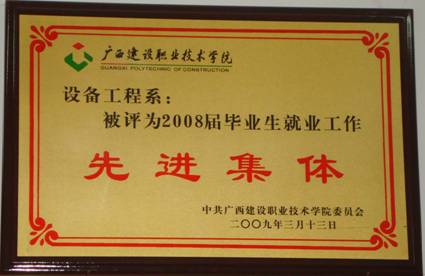 广西建设职业技术学院
GUANGXI POLYTECHNIC OF CONSTRUCTION
设备工程系：
被评为2008届毕业生就业工作
先进集体
中共广西建设职业技术学院委员会
二〇〇九年三月十三日